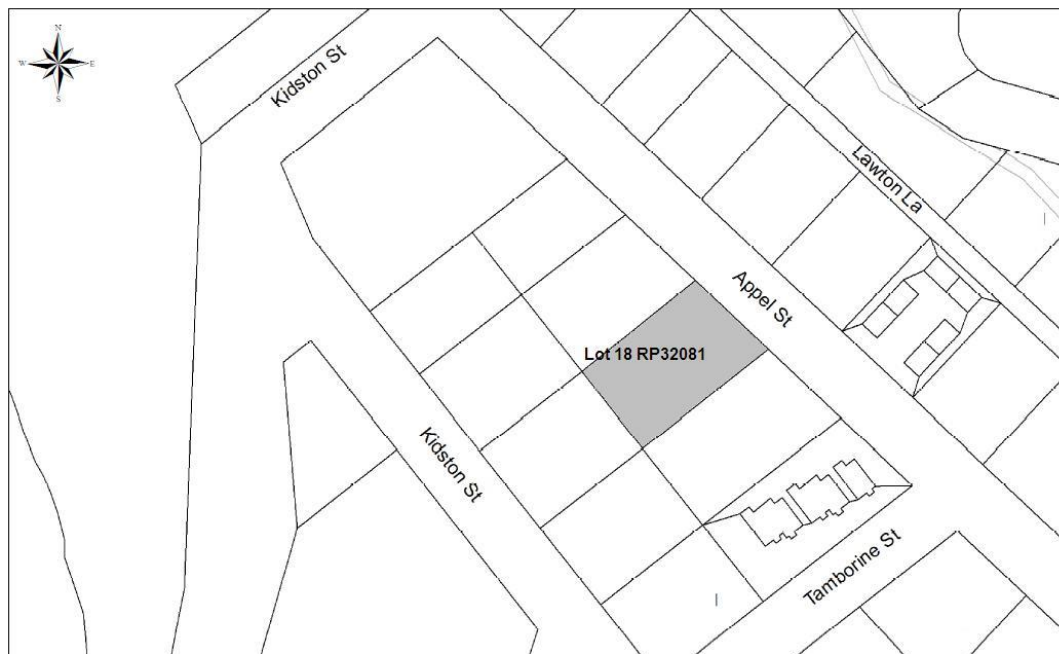 N
W E
S
Kidston St
Lawton La
Appel St
Lot 18 RP32081
Kidston St
Tamborine St